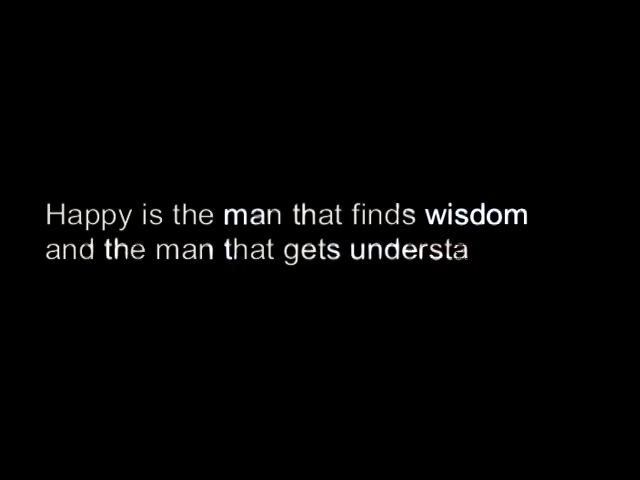 Happy is the man that finds wisdom
and the man that gets understa